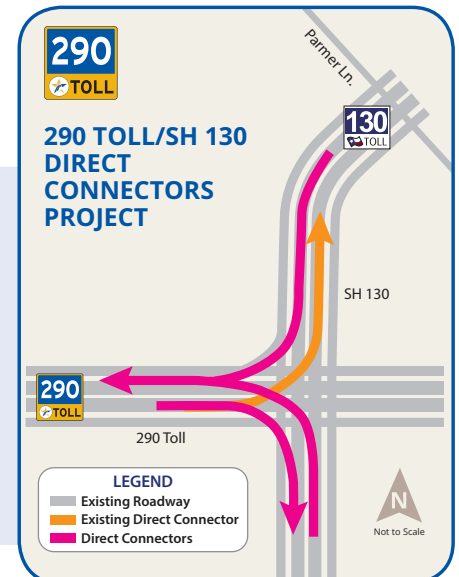 290
TOLL
290 TOLL/SH 130
DIRECT
CONNECTORS
PROJECT
Parmer Ln.
130
TOLL
SH 130
290
TOLL
290 Toll
LEGEND
Existing Roadway
Existing Direct Connector
Direct Connectors
N
Not to Scale